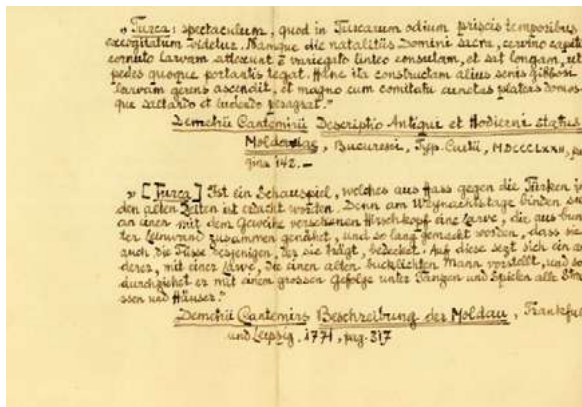 „Turca: spectaculum, quod in Turcarum odium priscis temporibus
excogitatum videtur. Namque die natalitiis Domini sacra, cervino capiti
cornuto larvam adtexunt e variegato linteo consutam, et sit longam, ut
pedes quoque portantis tegat. Hanc ita constructam alius senis gibbosi
larvam gerens ascendit, et magno cum comitatu cunctas plateas domos-
que saltando et ludendo peragrat."
Demetrii Cantemirii Descriptio Antiqui et Hodierni status
Moldaviae, Bucuresci, Typ. Curtii, MDCCCLXXII, pa
gina 142.—
„[Turca] Ist ein Schauspiel, welches aus Hass gegen die Türken in
den alten Zeiten ist erdacht worden. Denn am Weynachtstage binden sie
an einen mit dem Geweihe versehenen Hirschkopf eine Larve, die aus bun
ter Leinwand zusammen genähet, und so lang gemacht worden, dass sie
auch die Füsse desjenigen, der sie trägt, bedecket. Auf diese setzt sich ein an
derer, mit einer Larve, die einen alten bucklichten Mann vorstellt, und so
durchziehet er mit einem grossen Gefolge unter Tanzen und Spielen alle Stra
ssen und Häuser."
Demetrii Cantemirs Beschreibung der Moldau, Frankfu
und Leipzig, 1771, pag. 317